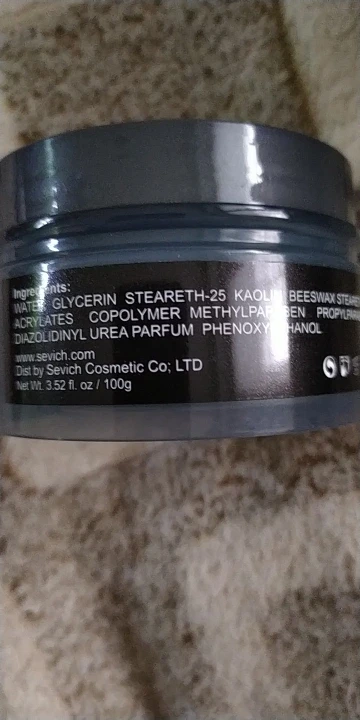 Ingredients:
WATER GLYCERIN STEARETH-25 KAOLIN BEESWAX
ACRYLATES COPOLYMER METHYLPARABEN
DIAZOLIDINYL UREA PARFUM PHENOXYETHANOL
www.sevich.com
Dist by Sevich Cosmetic Co; LTD
Net Wt. 3.52 fl. oz / 100g